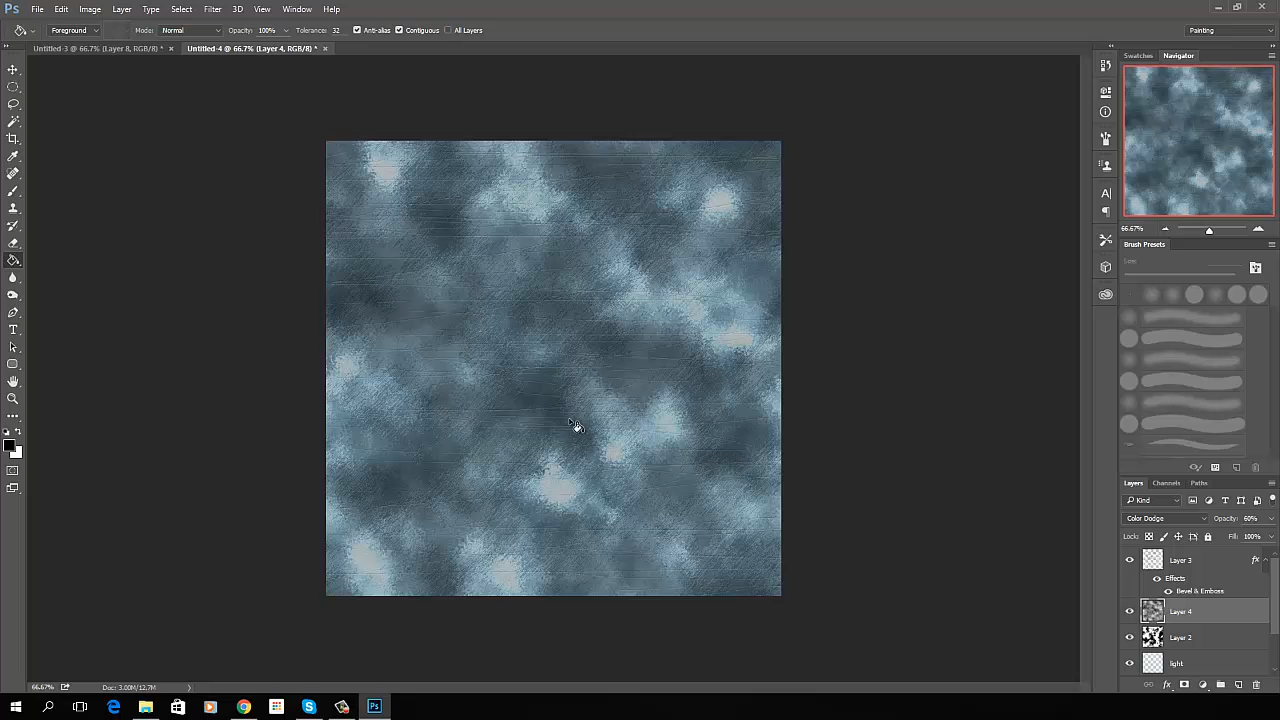 Ps File Edit Image Layer Type Select Filter 3D View Window Help
Foreground Mode: Normal Opacity: 100% Tolerance: 32 Anti-alias Contiguous All Layers Painting
Untitled-3 @ 66.7% (Layer 8, RGB/8) * × Untitled-4 @ 66.7% (Layer 4, RGB/8) * ×
Swatches Navigator
66.67%
Brush Presets
Size:
Layers Channels Paths
Kind
Color Dodge Opacity: 60%
Lock: Fill: 100%
Layer 3 fx
Effects
Bevel & Emboss
Layer 4
Layer 2
light
66.67% Doc: 3.00M/12.7M